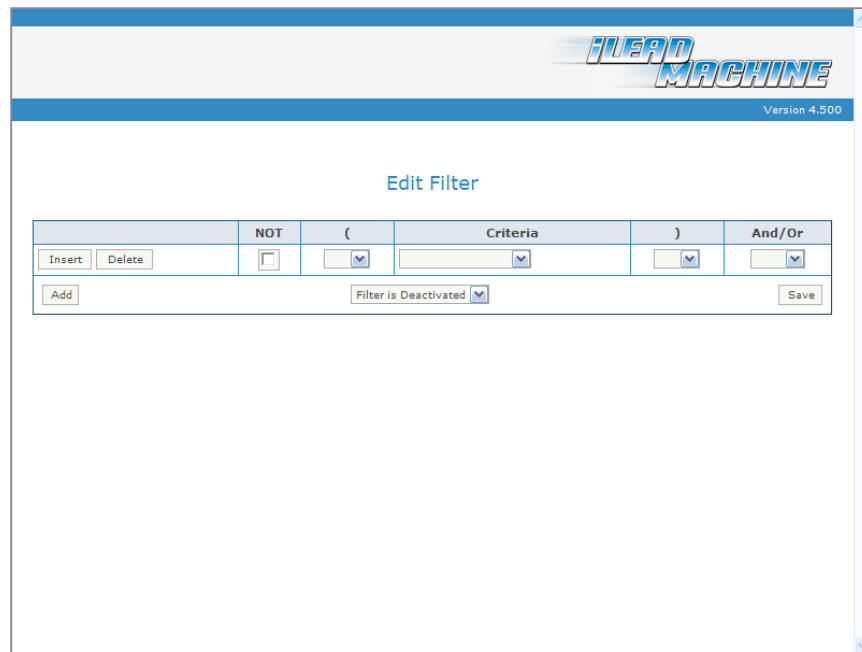 iLEAD
MACHINE
Version 4.500
Edit Filter
NOT ( Criteria ) And/Or
Insert Delete
Add Filter is Deactivated Save